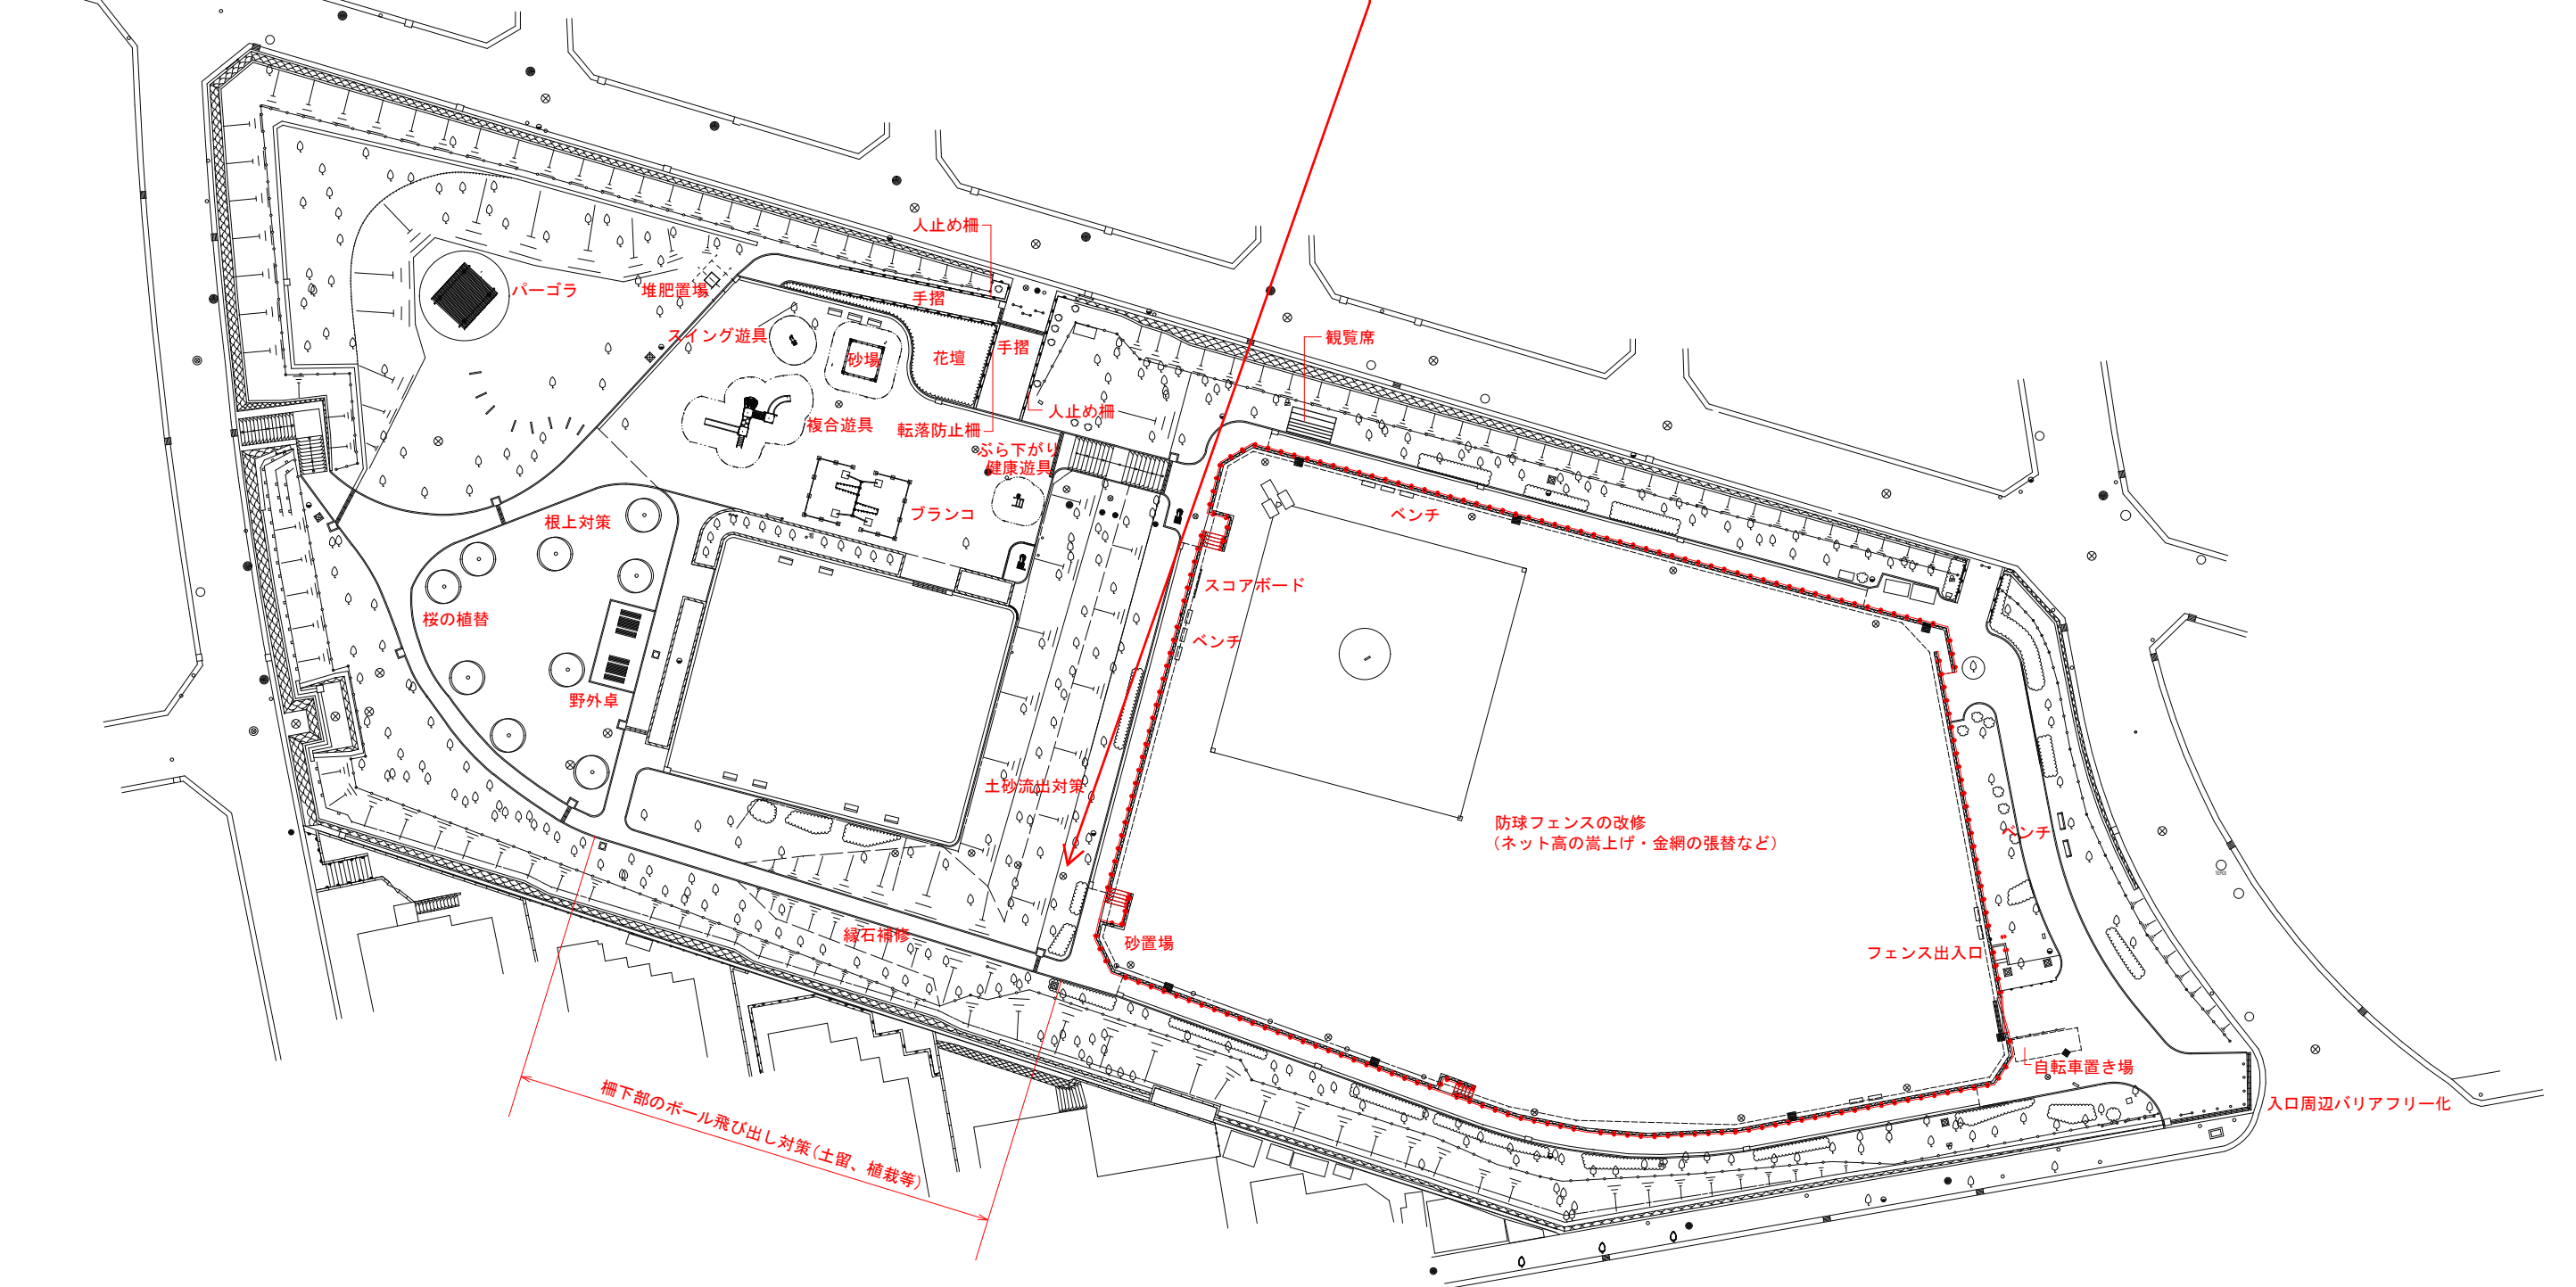 人止め柵
パーゴラ
堆肥置場
手摺
スイング遊具
砂場
花壇
手摺
観覧席
人止め柵
複合遊具
転落防止柵
ぶら下がり
健康遊具
ブランコ
ベンチ
根上対策
スコアボード
桜の植替
ベンチ
野外卓
土砂流出対策
防球フェンスの改修
(ネット高の嵩上げ・金網の張替など)
ベンチ
縁石補修
砂置場
フェンス出入口
自転車置き場
柵下部のボール飛び出し対策(土留、植栽等)
入口周辺バリアフリー化